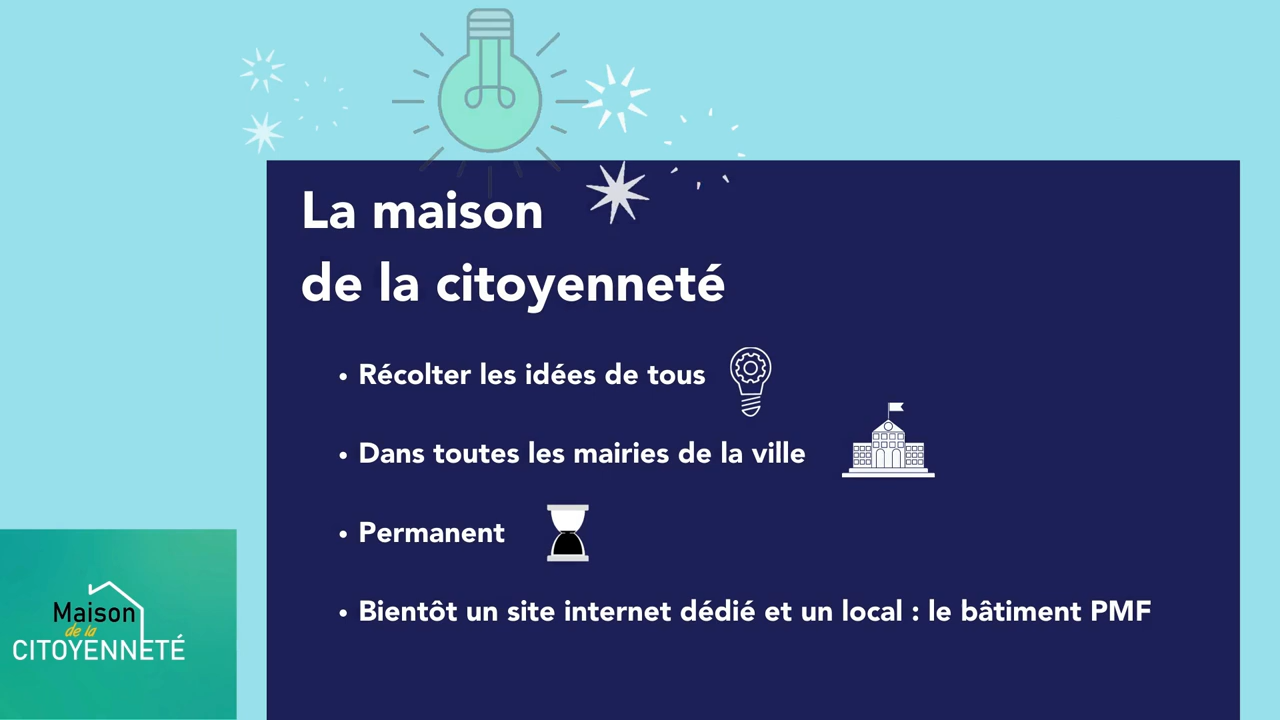 La maison
de la citoyenneté
• Récolter les idées de tous
• Dans toutes les mairies de la ville
• Permanent
• Bientôt un site internet dédié et un local : le bâtiment PMF
Maison
de la
CITOYENNETÉ